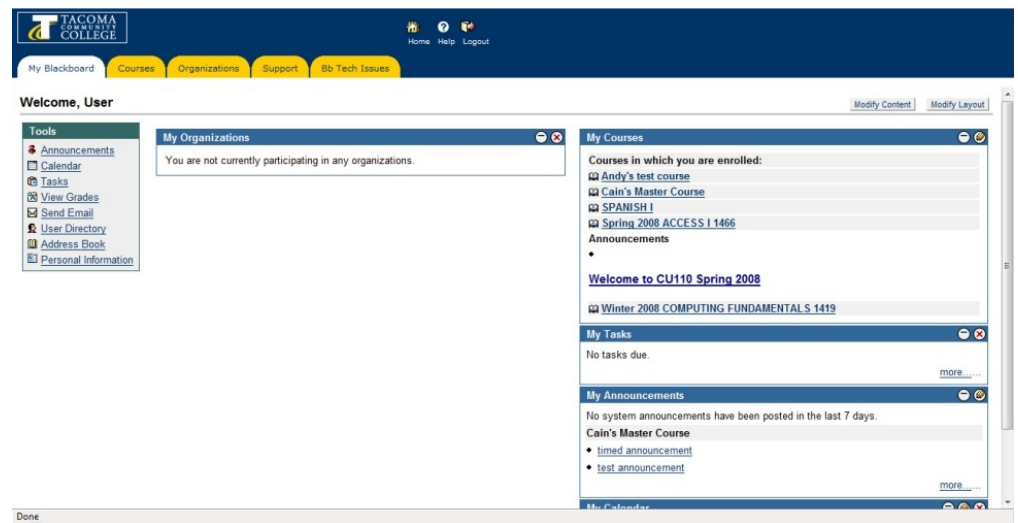 TACOMA
COMMUNITY
COLLEGE
Home Help Logout
My Blackboard Courses Organizations Support Bb Tech Issues
Welcome, User
Modify Content Modify Layout
Tools
Announcements
Calendar
Tasks
View Grades
Send Email
User Directory
Address Book
Personal Information
My Organizations
You are not currently participating in any organizations.
My Courses
Courses in which you are enrolled:
Andy's test course
Cain's Master Course
SPANISH I
Spring 2008 ACCESS I 1466
Announcements
Welcome to CU110 Spring 2008
Winter 2008 COMPUTING FUNDAMENTALS 1419
My Tasks
No tasks due.
more......
My Announcements
No system announcements have been posted in the last 7 days.
Cain's Master Course
timed announcement
test announcement
more......
My Calendar
Done